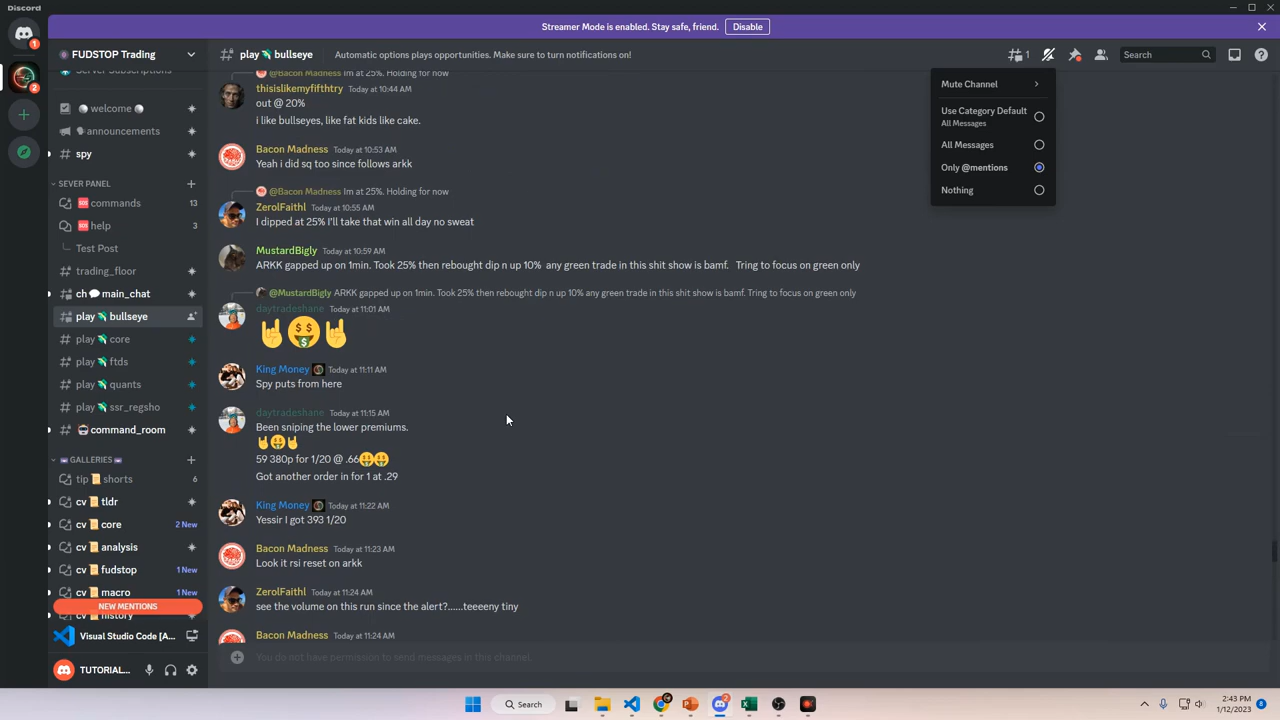 Discord
Streamer Mode is enabled. Stay safe, friend.
Disable
1
2
FUDSTOP Trading
Server Subscriptions
welcome
announcements
spy
SEVER PANEL
commands 13
help 3
Test Post
trading_floor
ch main_chat
play bullseye
play core
play ftds
play quants
play ssr_regsho
command_room
GALLERIES
tip shorts 6
cv tldr
cv core 2 New
cv analysis
cv fudstop 1 New
cv macro 1 New
NEW MENTIONS
cv history
Visual Studio Code [A...
TUTORIAL...
play bullseye
Automatic options plays opportunities. Make sure to turn notifications on!
1
Search
Mute Channel
Use Category Default
All Messages
All Messages
Only @mentions
Nothing
@Bacon Madness Im at 25%. Holding for now
thisislikemyfifthtry Today at 10:44 AM
out @ 20%
i like bullseyes, like fat kids like cake.
Bacon Madness Today at 10:53 AM
Yeah i did sq too since follows arkk
@Bacon Madness Im at 25%. Holding for now
ZerolFaithl Today at 10:55 AM
I dipped at 25% I'll take that win all day no sweat
MustardBigly Today at 10:59 AM
ARKK gapped up on 1min. Took 25% then rebought dip n up 10% any green trade in this shit show is bamf. Tring to focus on green only
@MustardBigly ARKK gapped up on 1min. Took 25% then rebought dip n up 10% any green trade in this shit show is bamf. Tring to focus on green only
daytradeshane Today at 11:01 AM
🤘🤑🤘
King Money Today at 11:11 AM
Spy puts from here
daytradeshane Today at 11:15 AM
Been sniping the lower premiums.
🤘🤑🤘
59 380p for 1/20 @ .66🤑🤑
Got another order in for 1 at .29
King Money Today at 11:22 AM
Yessir I got 393 1/20
Bacon Madness Today at 11:23 AM
Look it rsi reset on arkk
ZerolFaithl Today at 11:24 AM
see the volume on this run since the alert?......teeeeny tiny
Bacon Madness Today at 11:24 AM
You do not have permission to send messages in this channel.
Search
2:43 PM
1/12/2023